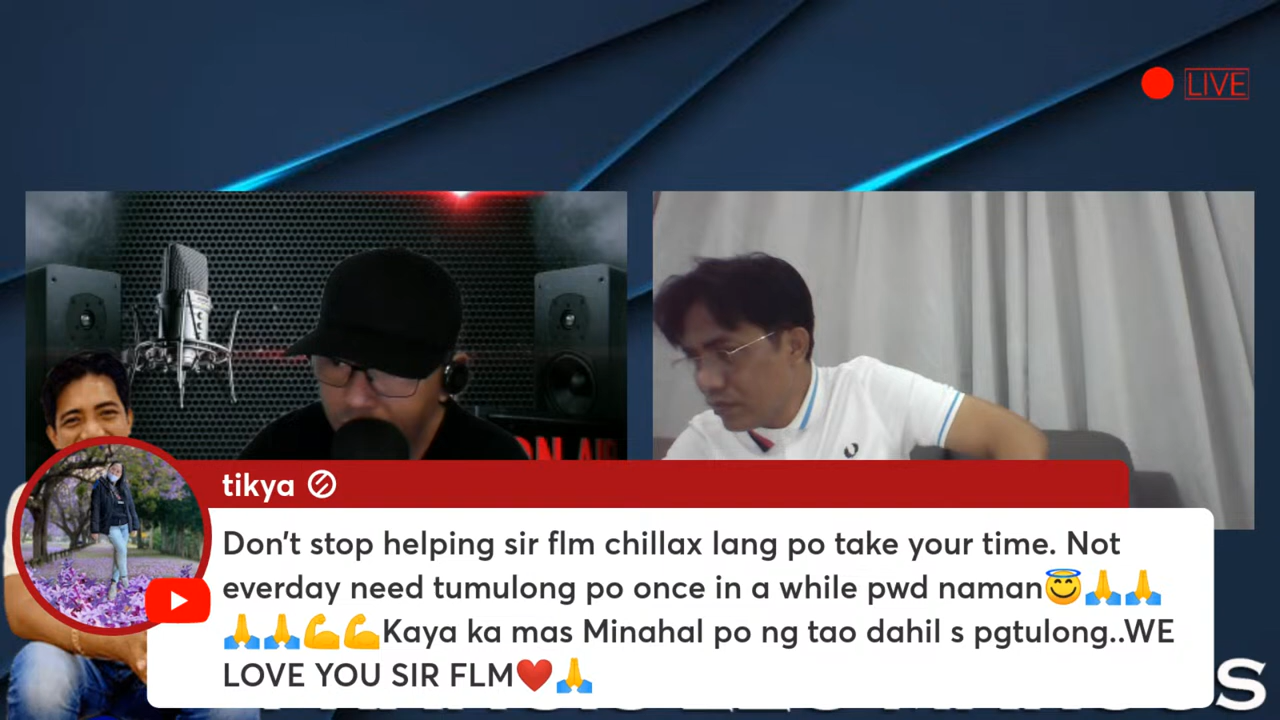 LIVE
ON AIR
tikya
Don't stop helping sir flm chillax lang po take your time. Not
everday need tumulong po once in a while pwd naman😇🙏🙏
🙏🙏💪💪Kaya ka mas Minahal po ng tao dahil s pgtulong..WE
LOVE YOU SIR FLM❤️🙏